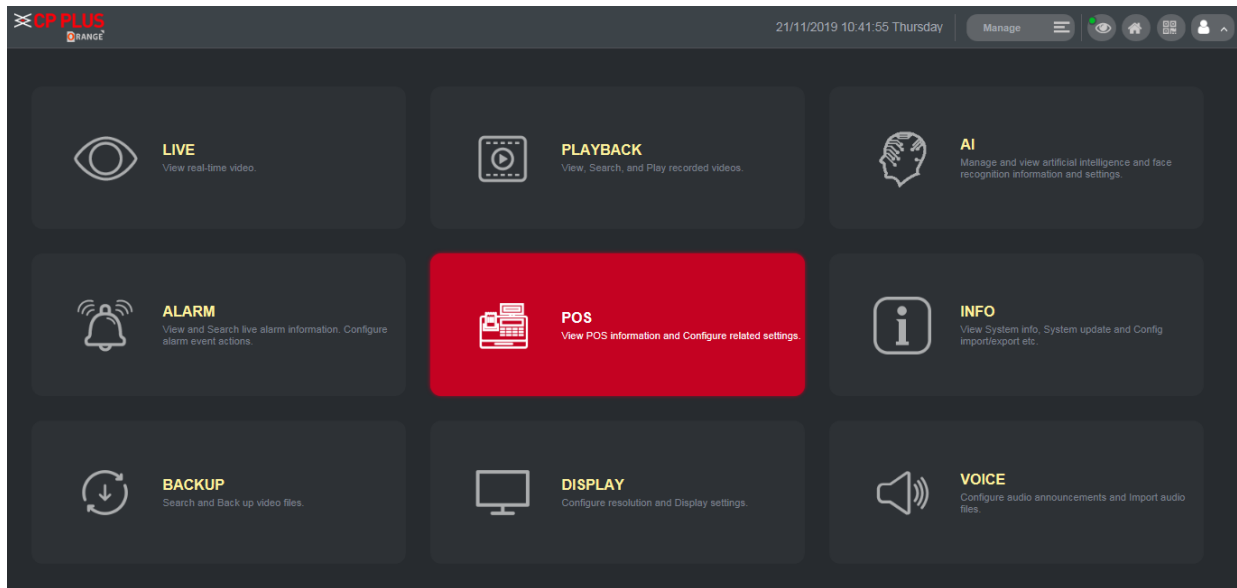 CP PLUS
ORANGE
21/11/2019 10:41:55 Thursday
Manage
LIVE
View real-time video.
PLAYBACK
View, Search, and Play recorded videos.
AI
Manage and view artificial intelligence and face
recognition information and settings.
ALARM
View and Search live alarm information. Configure
alarm event actions.
POS
View POS information and Configure related settings.
INFO
View System info, System update and Config
import/export etc.
BACKUP
Search and Back up video files.
DISPLAY
Configure resolution and Display settings.
VOICE
Configure audio announcements and Import audio
files.